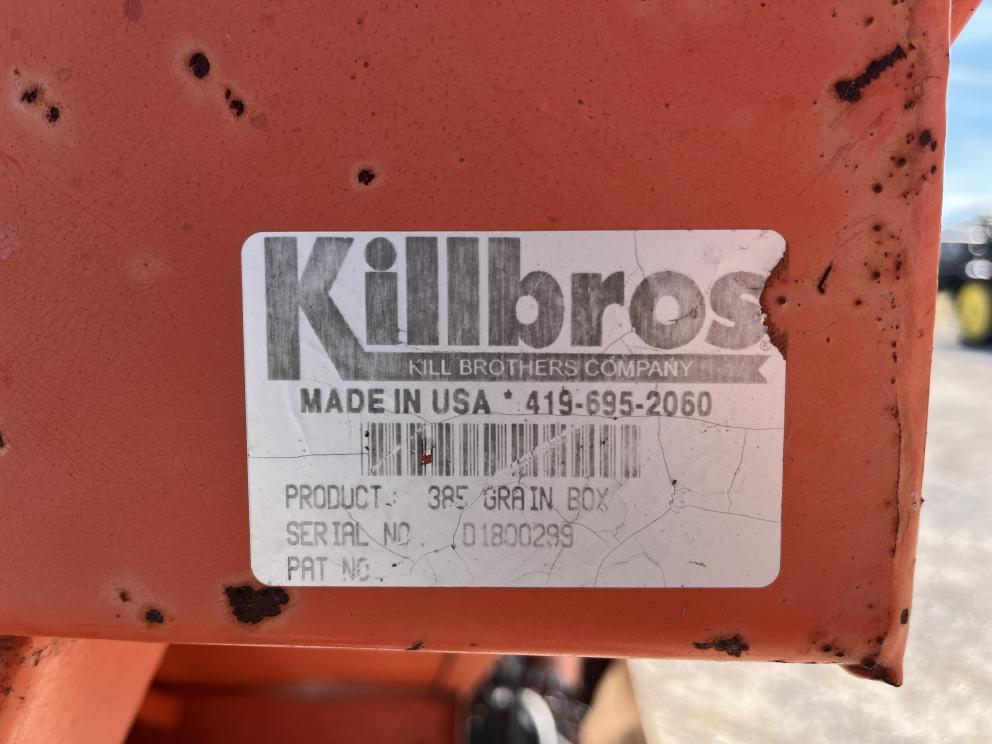 Killbros®
KILL BROTHERS COMPANY
MADE IN USA * 419-695-2060
PRODUCT.: 385 GRAIN BOX
SERIAL NO. D1800299
PAT NO.